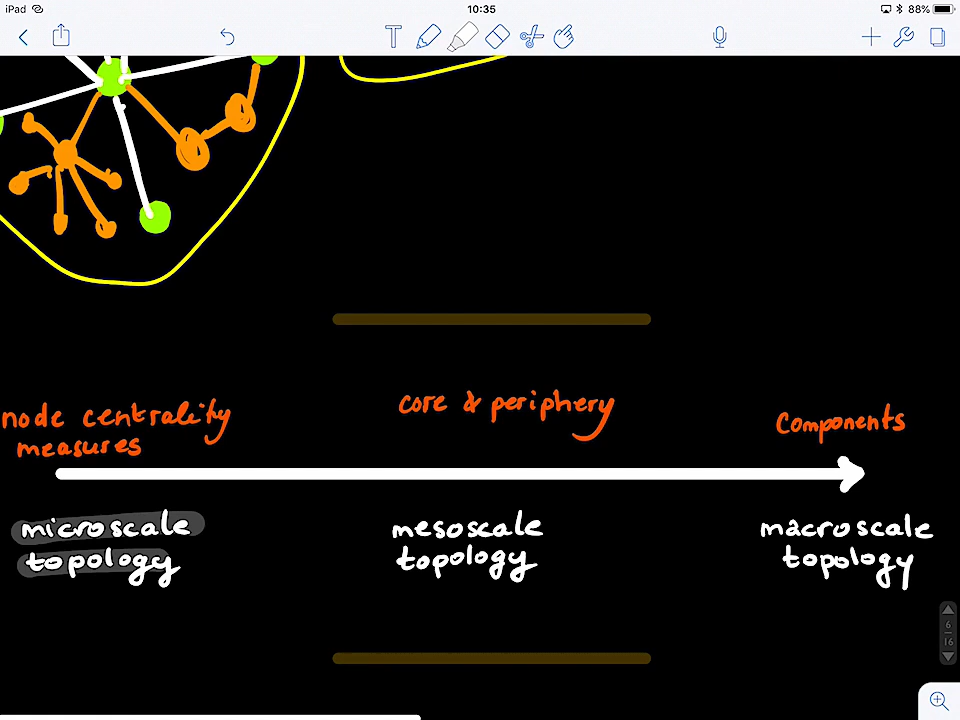 iPad
10:35
88%
node centrality
measures
core & periphery
Components
microscale
topology
mesoscale
topology
macroscale
topology
6
16